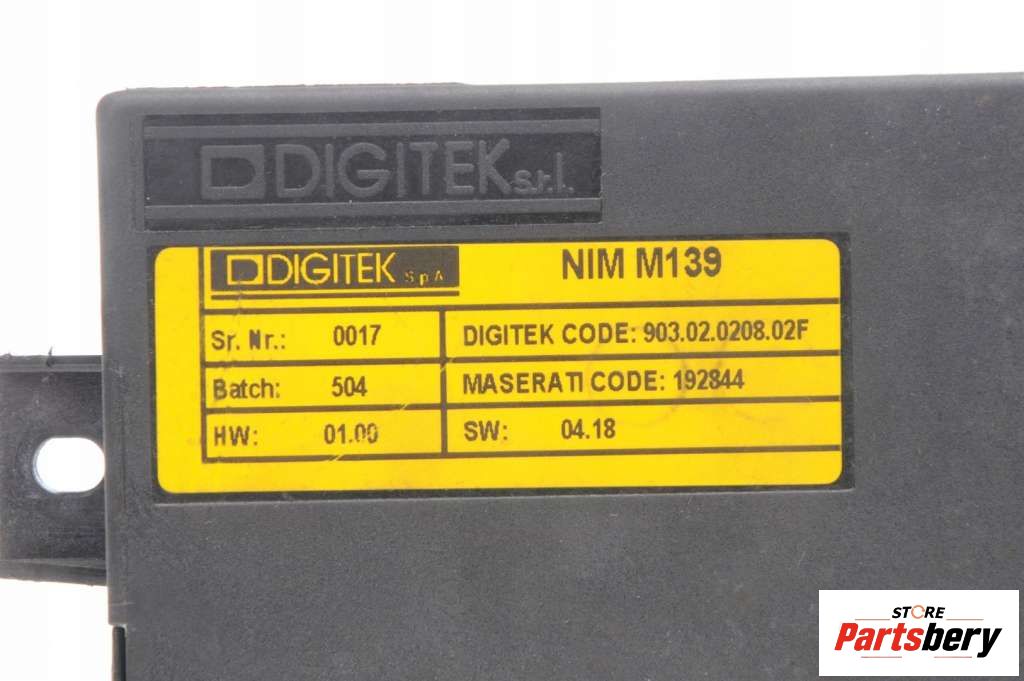 DIGITEK s.r.l.
DIGITEK SpA NIM M139
Sr. Nr.: 0017 DIGITEK CODE: 903.02.0208.02F
Batch: 504 MASERATI CODE: 192844
HW: 01.00 SW: 04.18
STORE
Partsbery